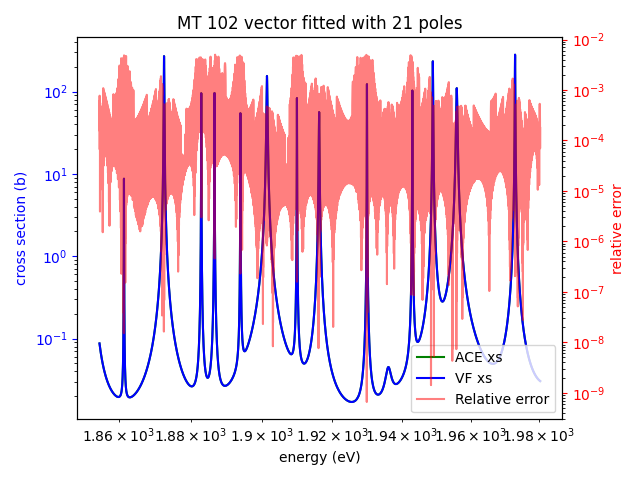 MT 102 vector fitted with 21 poles
10⁻²
10²
10⁻³
10⁻⁴
10¹
10⁻⁵
cross section (b)
relative error
10⁰
10⁻⁶
10⁻⁷
10⁻¹
10⁻⁸
ACE xs
VF xs
Relative error
10⁻⁹
1.86 × 10³ 1.88 × 10³ 1.9 × 10³ 1.92 × 10³ 1.94 × 10³ 1.96 × 10³ 1.98 × 10³
energy (eV)